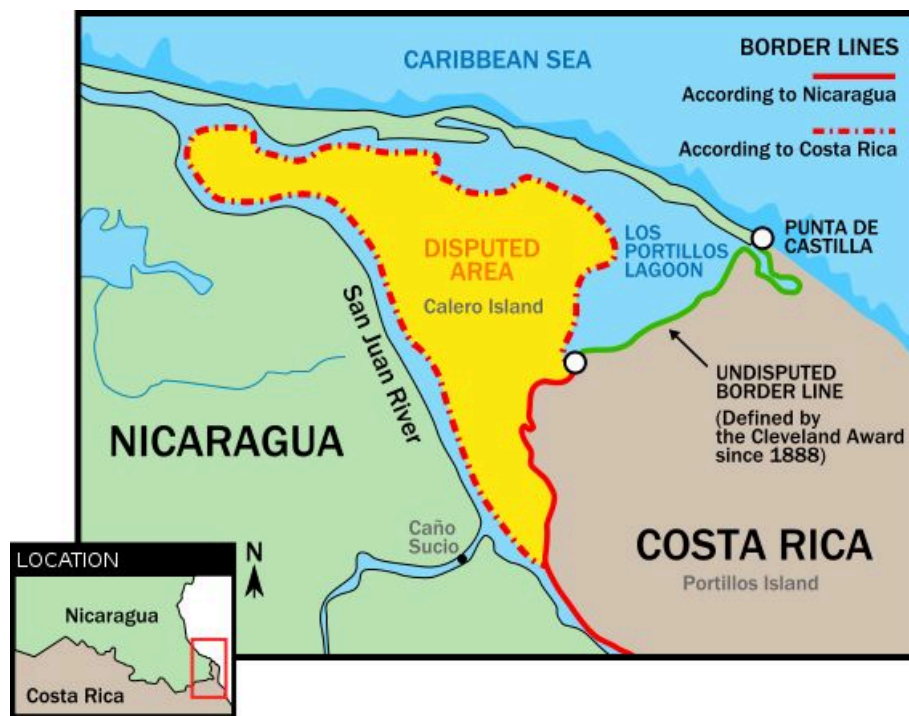 CARIBBEAN SEA
BORDER LINES
According to Nicaragua
According to Costa Rica
PUNTA DE
CASTILLA
LOS
PORTILLOS
LAGOON
DISPUTED
AREA
Calero Island
San Juan River
UNDISPUTED
BORDER LINE
(Defined by
the Cleveland Award
since 1888)
NICARAGUA
Caño
Sucio
COSTA RICA
Portillos Island
N
LOCATION
Nicaragua
Costa Rica